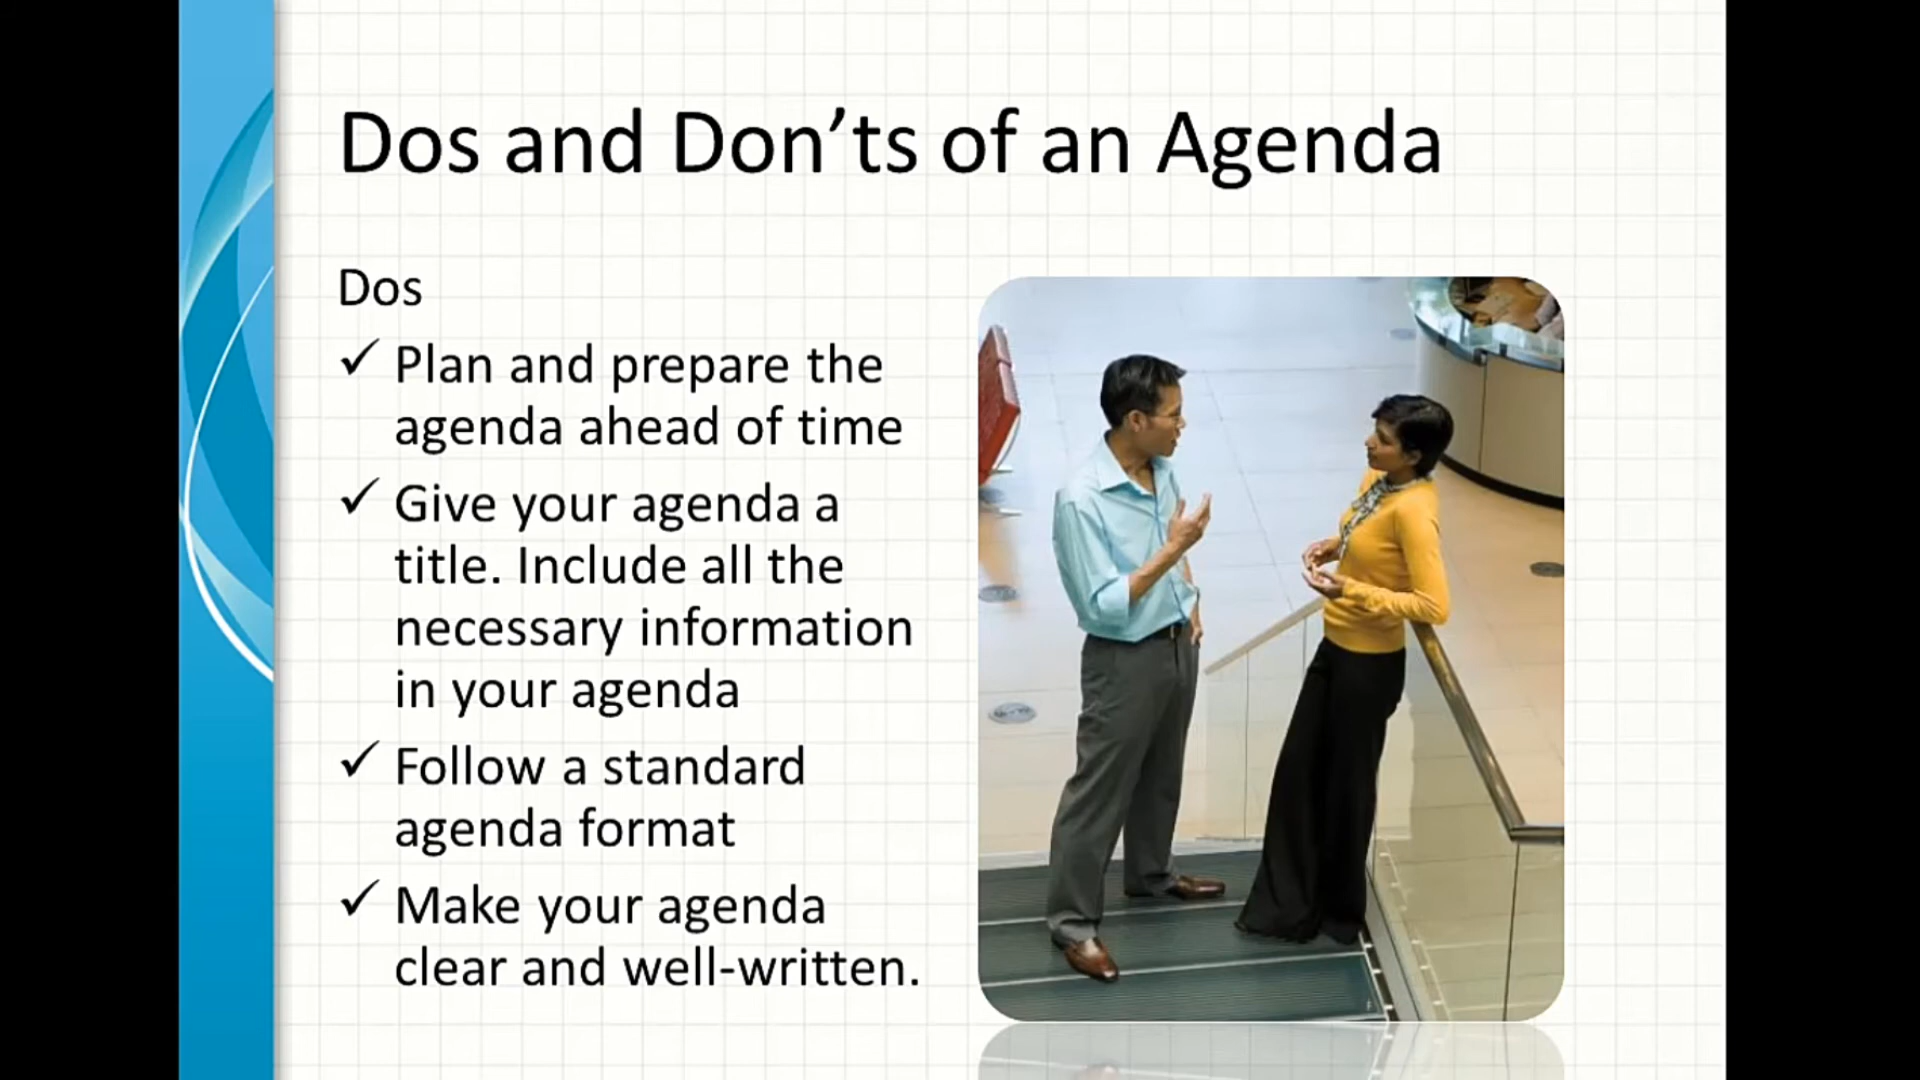 Dos and Don’ts of an Agenda
Dos
✓ Plan and prepare the
agenda ahead of time
✓ Give your agenda a
title. Include all the
necessary information
in your agenda
✓ Follow a standard
agenda format
✓ Make your agenda
clear and well-written.